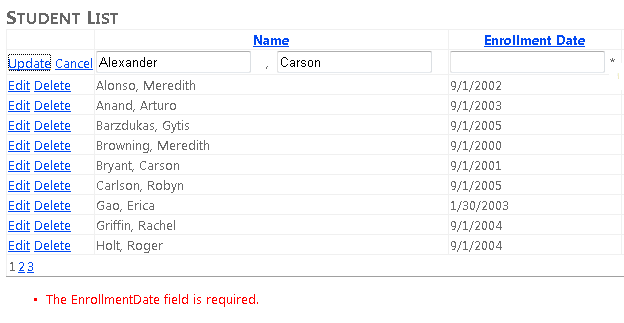 STUDENT LIST
Name Enrollment Date
Update Cancel Alexander , Carson *
Edit Delete Alonso, Meredith 9/1/2002
Edit Delete Anand, Arturo 9/1/2003
Edit Delete Barzdukas, Gytis 9/1/2005
Edit Delete Browning, Meredith 9/1/2000
Edit Delete Bryant, Carson 9/1/2001
Edit Delete Carlson, Robyn 9/1/2005
Edit Delete Gao, Erica 1/30/2003
Edit Delete Griffin, Rachel 9/1/2004
Edit Delete Holt, Roger 9/1/2004
1 2 3
• The EnrollmentDate field is required.